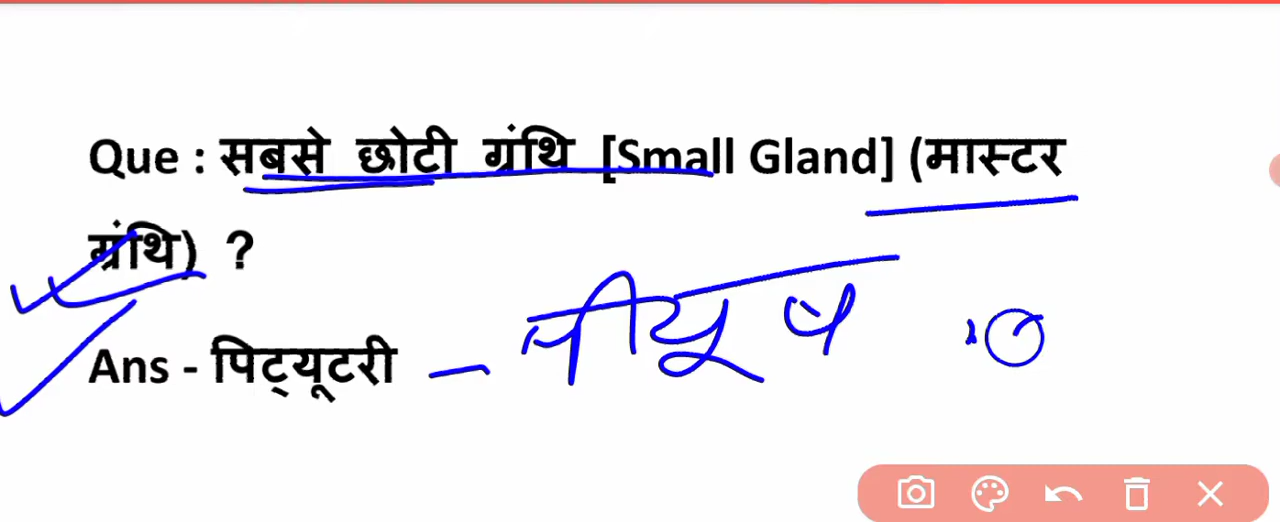 Que : सबसे छोटी ग्रंथि [Small Gland] (मास्टर
ग्रंथि) ?
Ans - पिट्यूटरी – पीयूष